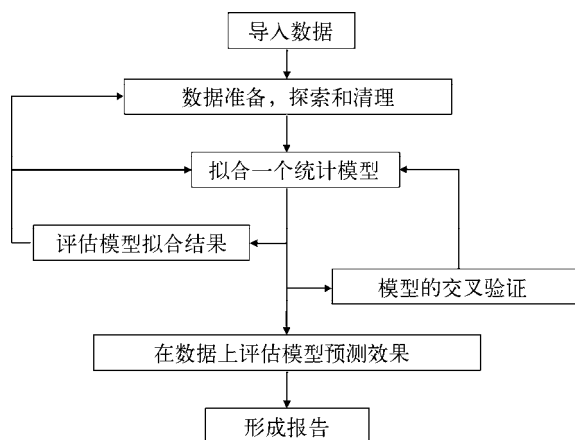 导入数据
数据准备，探索和清理
拟合一个统计模型
评估模型拟合结果
模型的交叉验证
在数据上评估模型预测效果
形成报告